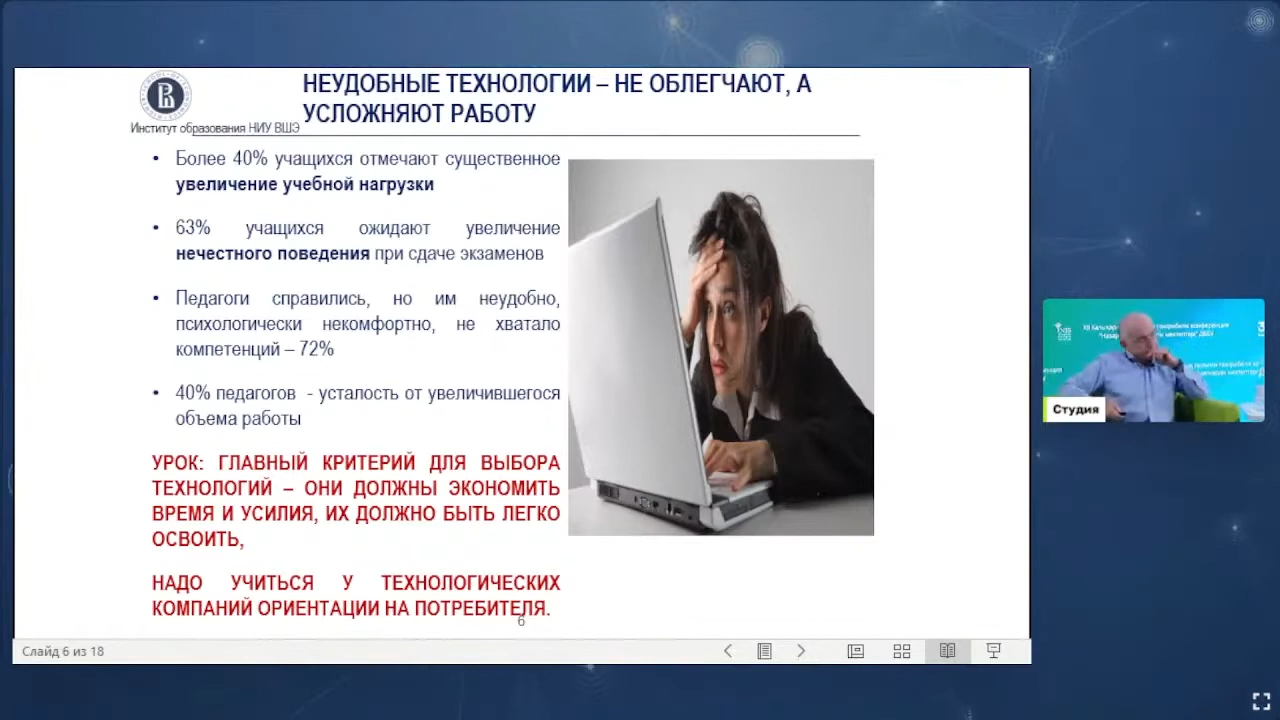 НЕУДОБНЫЕ ТЕХНОЛОГИИ – НЕ ОБЛЕГЧАЮТ, А
УСЛОЖНЯЮТ РАБОТУ
Институт образования НИУ ВШЭ
• Более 40% учащихся отмечают существенное
увеличение учебной нагрузки
• 63% учащихся ожидают увеличение
нечестного поведения при сдаче экзаменов
• Педагоги справились, но им неудобно,
психологически некомфортно, не хватало
компетенций – 72%
• 40% педагогов - усталость от увеличившегося
объема работы
УРОК: ГЛАВНЫЙ КРИТЕРИЙ ДЛЯ ВЫБОРА
ТЕХНОЛОГИЙ – ОНИ ДОЛЖНЫ ЭКОНОМИТЬ
ВРЕМЯ И УСИЛИЯ, ИХ ДОЛЖНО БЫТЬ ЛЕГКО
ОСВОИТЬ,
НАДО УЧИТЬСЯ У ТЕХНОЛОГИЧЕСКИХ
КОМПАНИЙ ОРИЕНТАЦИИ НА ПОТРЕБИТЕЛЯ.
6
Слайд 6 из 18
Студия